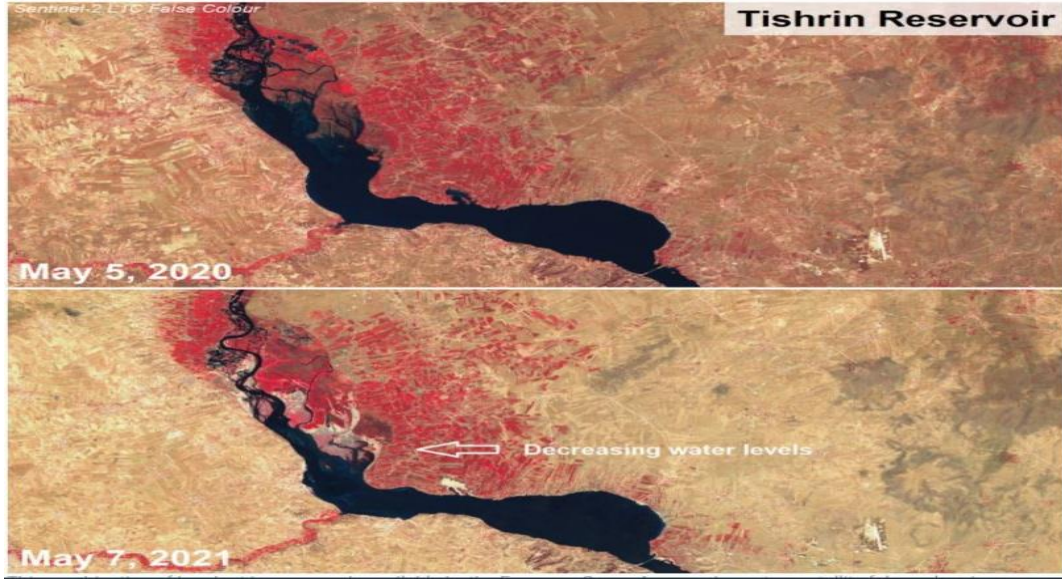 Sentinel-2 L1C False Colour
Tishrin Reservoir
May 5, 2020
Decreasing water levels
May 7, 2021